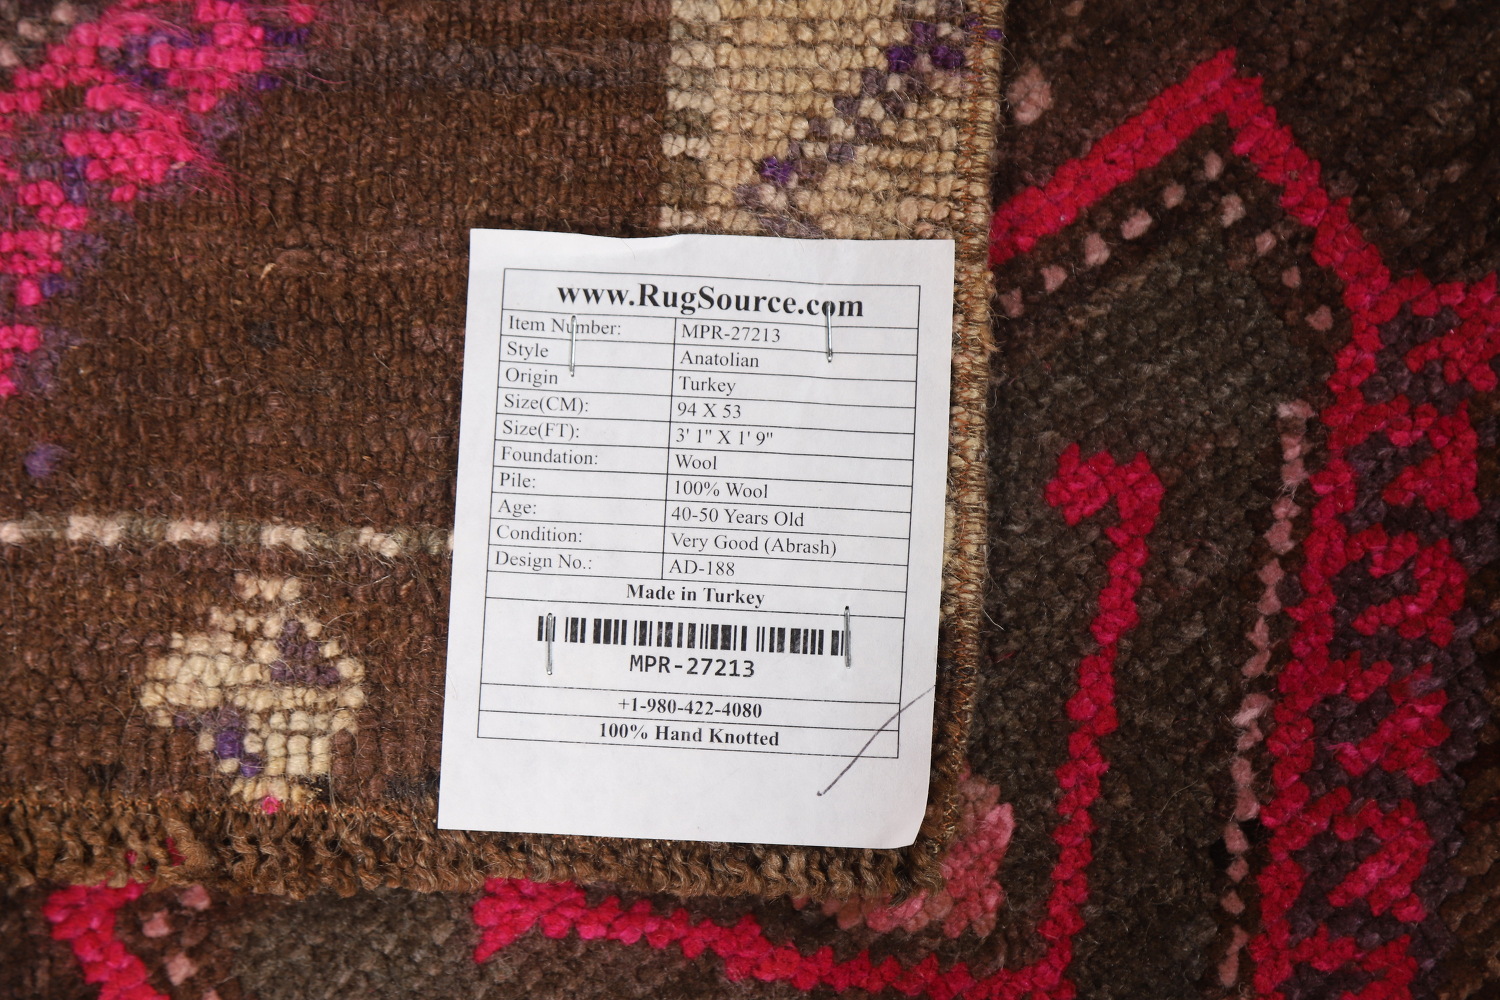 www.RugSource.com
Item Number: MPR-27213
Style Anatolian
Origin Turkey
Size(CM): 94 X 53
Size(FT): 3' 1" X 1' 9"
Foundation: Wool
Pile: 100% Wool
Age: 40-50 Years Old
Condition: Very Good (Abrash)
Design No.: AD-188
Made in Turkey
MPR-27213
+1-980-422-4080
100% Hand Knotted